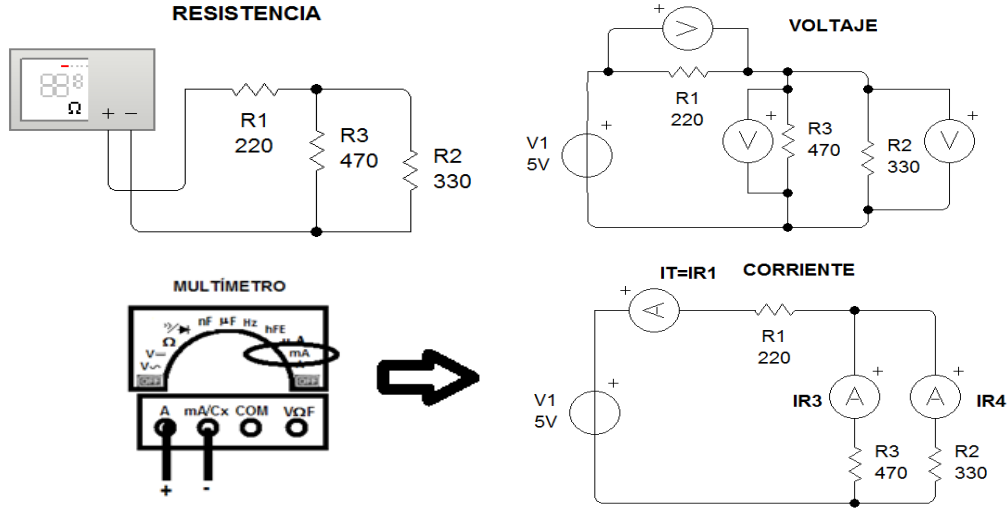 RESISTENCIA
Ω
+ −
R1
220
R3
470
R2
330
VOLTAJE
+
V
R1
220
V1
5V
+
V
+
R3
470
R2
330
V
+
MULTÍMETRO
nF µF Hz
hFE
Ω
µA
mA
V
V
OFF
OFF
A mA/Cx COM VΩF
+ -
IT=IR1 CORRIENTE
+
A
R1
220
V1
5V
+
IR3
A
+
A
+
IR4
R3
470
R2
330